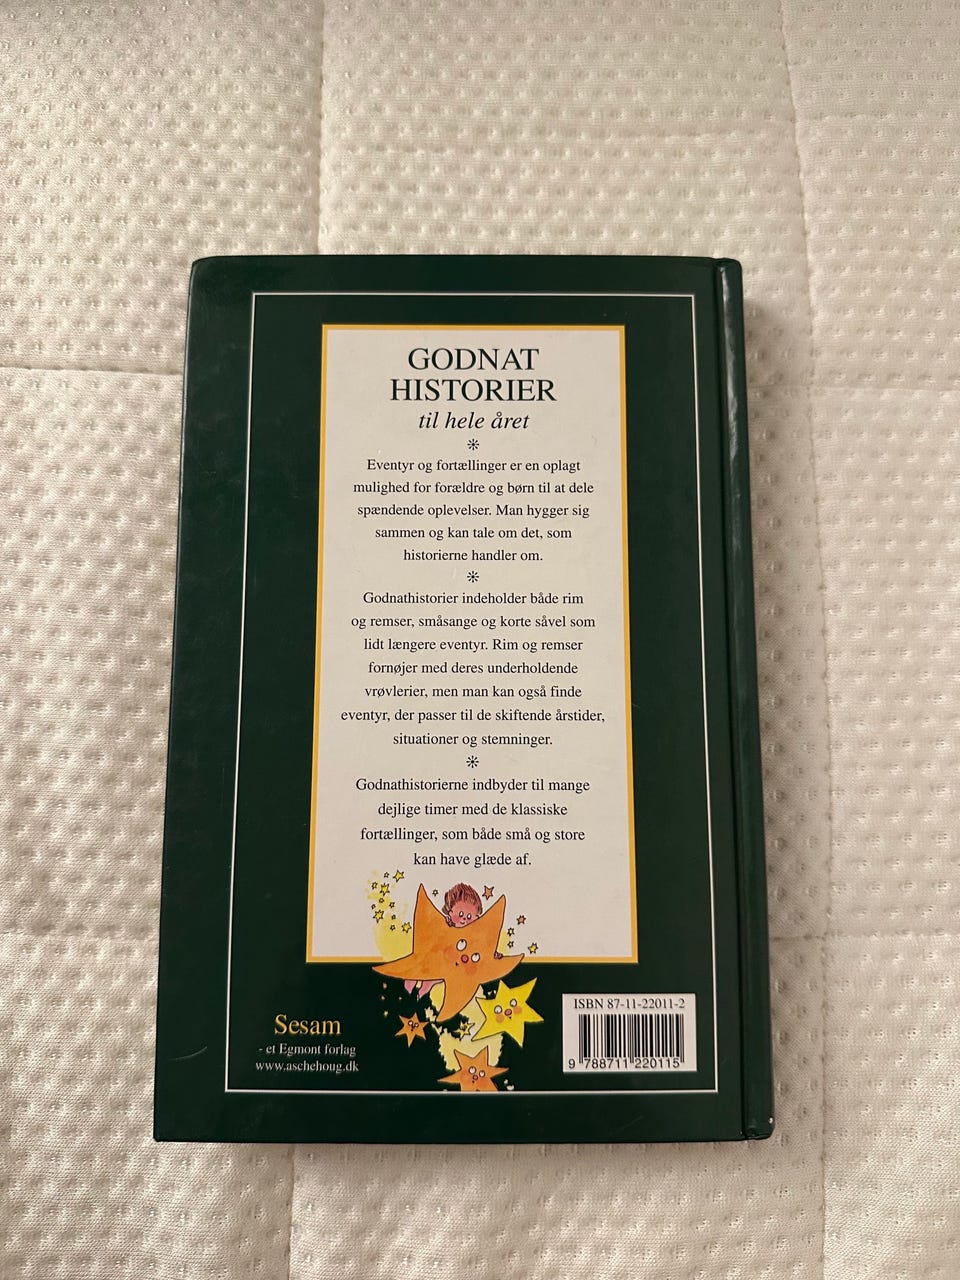 GODNAT
HISTORIER
til hele året
Eventyr og fortællinger er en oplagt
mulighed for forældre og børn til at dele
spændende oplevelser. Man hygger sig
sammen og kan tale om det, som
historierne handler om.
Godnathistorier indeholder både rim
og remser, småsange og korte såvel som
lidt længere eventyr. Rim og remser
fornøjer med deres underholdende
vrøvlerier, men man kan også finde
eventyr, der passer til de skiftende årstider,
situationer og stemninger.
Godnathistorierne indbyder til mange
dejlige timer med de klassiske
fortællinger, som både små og store
kan have glæde af.
Sesam
- et Egmont forlag
www.aschehoug.dk
ISBN 87-11-22011-2
9 788711 220115